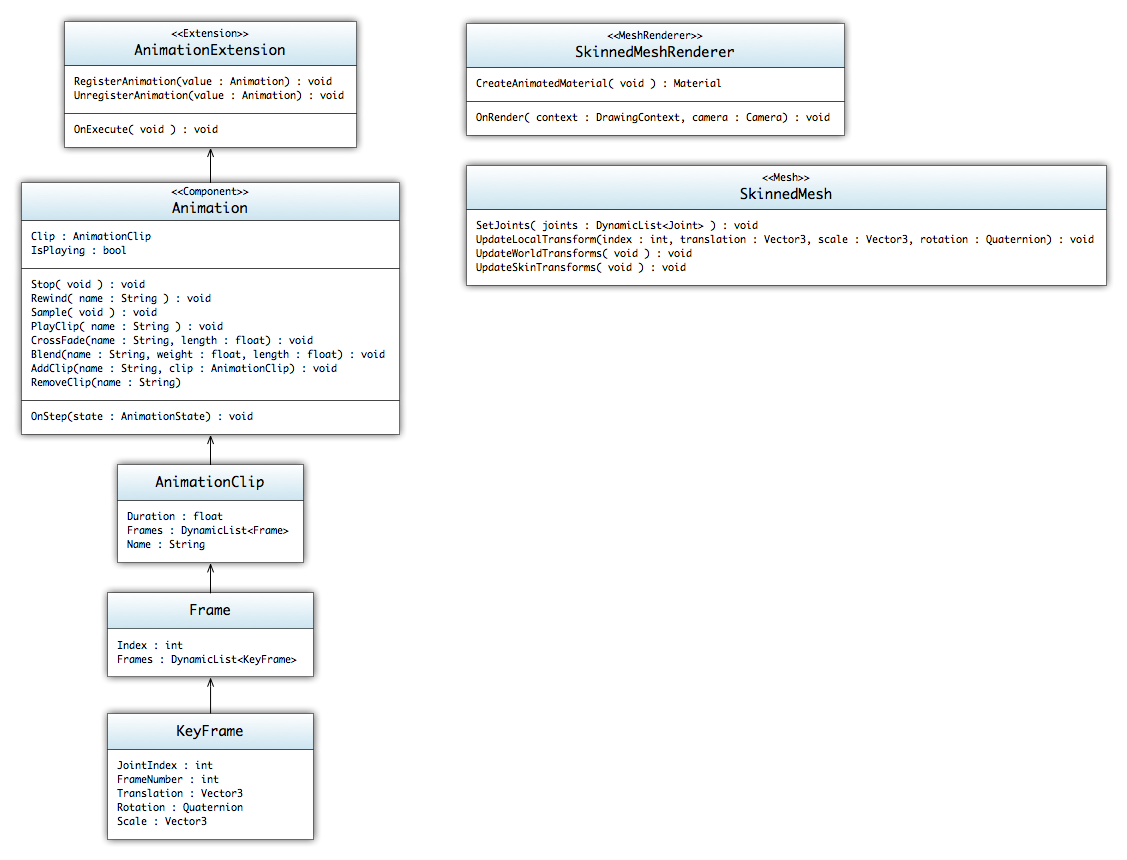 <<Extension>>
AnimationExtension
RegisterAnimation(value : Animation) : void
UnregisterAnimation(value : Animation) : void
OnExecute( void ) : void
<<Component>>
Animation
Clip : AnimationClip
IsPlaying : bool
Stop( void ) : void
Rewind( name : String ) : void
Sample( void ) : void
PlayClip( name : String ) : void
CrossFade(name : String, length : float) : void
Blend(name : String, weight : float, length : float) : void
AddClip(name : String, clip : AnimationClip) : void
RemoveClip(name : String)
OnStep(state : AnimationState) : void
AnimationClip
Duration : float
Frames : DynamicList<Frame>
Name : String
Frame
Index : int
Frames : DynamicList<KeyFrame>
KeyFrame
JointIndex : int
FrameNumber : int
Translation : Vector3
Rotation : Quaternion
Scale : Vector3
<<MeshRenderer>>
SkinnedMeshRenderer
CreateAnimatedMaterial( void ) : Material
OnRender( context : DrawingContext, camera : Camera) : void
<<Mesh>>
SkinnedMesh
SetJoints( joints : DynamicList<Joint> ) : void
UpdateLocalTransform(index : int, translation : Vector3, scale : Vector3, rotation : Quaternion) : void
UpdateWorldTransforms( void ) : void
UpdateSkinTransforms( void ) : void